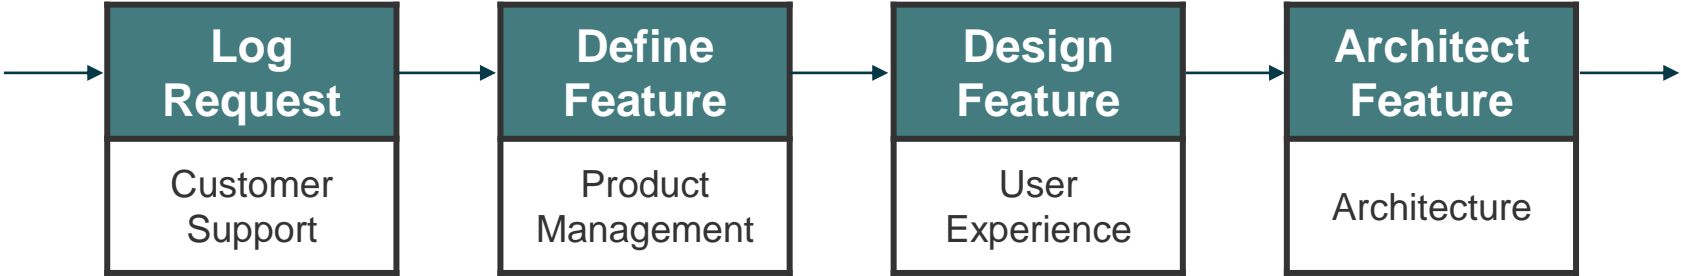 Log
Request
Customer
Support
Define
Feature
Product
Management
Design
Feature
User
Experience
Architect
Feature
Architecture